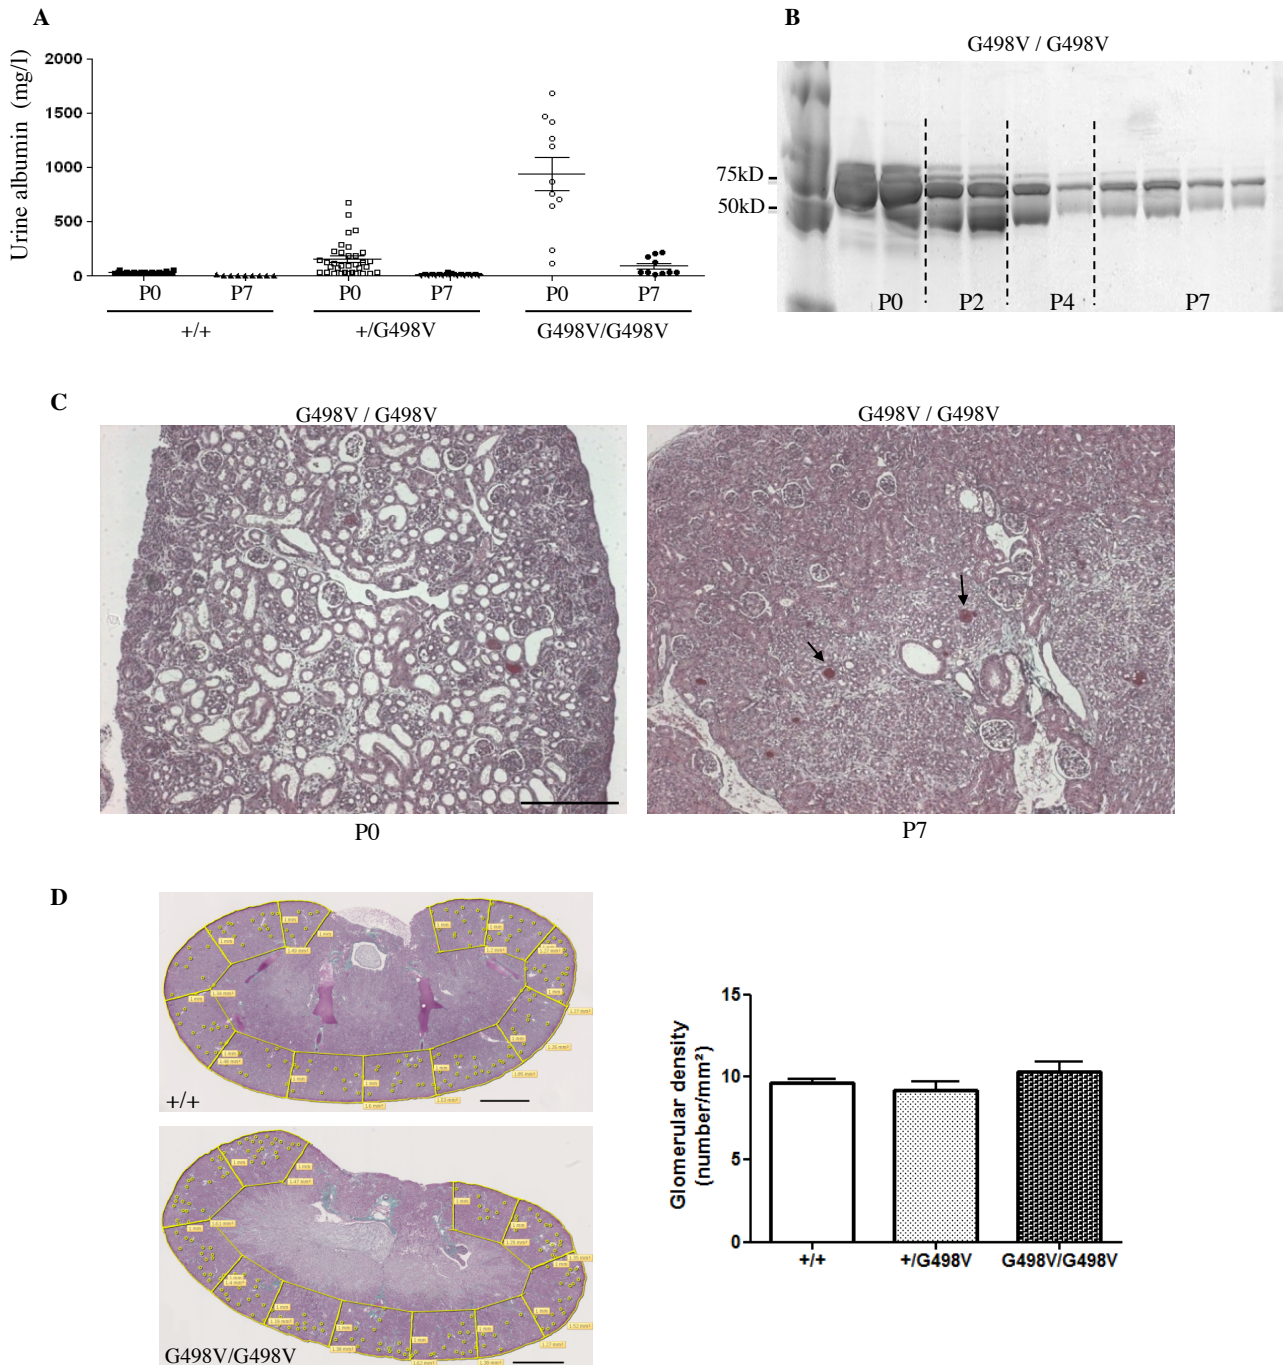 A
Urine albumin (mg/l)
2000
1500
1000
500
0
P0
P7
P0
P7
P0
P7
+/+
+/G498V
G498V/G498V
B
G498V / G498V
75kD
50kD
P0
P2
P4
P7
C
G498V / G498V
G498V / G498V
P0
P7
D
+/+
G498V/G498V
Glomerular density
(number/mm²)
15
10
5
0
+/+
+/G498V
G498V/G498V